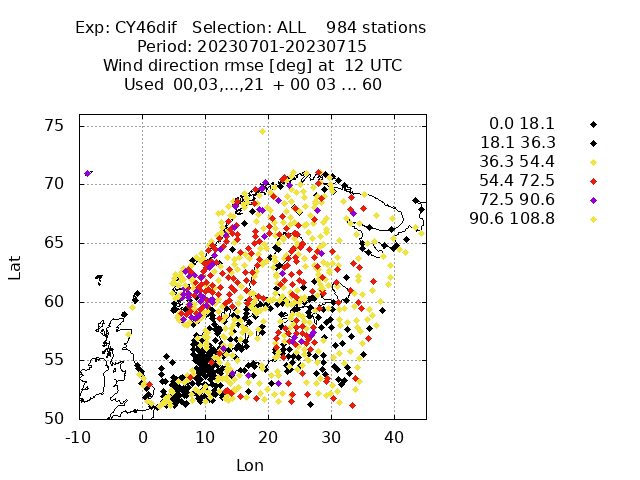 Exp: CY46dif   Selection: ALL    984 stations
Period: 20230701-20230715
Wind direction rmse [deg] at  12 UTC
Used  00,03,...,21  + 00 03 ... 60
0.0 18.1
18.1 36.3
36.3 54.4
54.4 72.5
72.5 90.6
90.6 108.8
75
70
65
60
55
50
Lat
-10 0 10 20 30 40
Lon